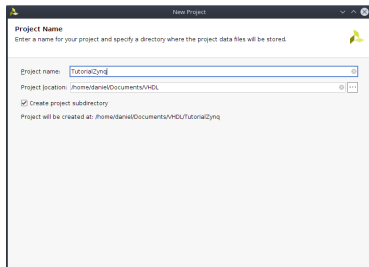 New Project
Project Name
Enter a name for your project and specify a directory where the project data files will be stored.
Project name: TutorialZynq
Project location: /home/daniel/Documents/VHDL
Create project subdirectory
Project will be created at: /home/daniel/Documents/VHDL/TutorialZynq